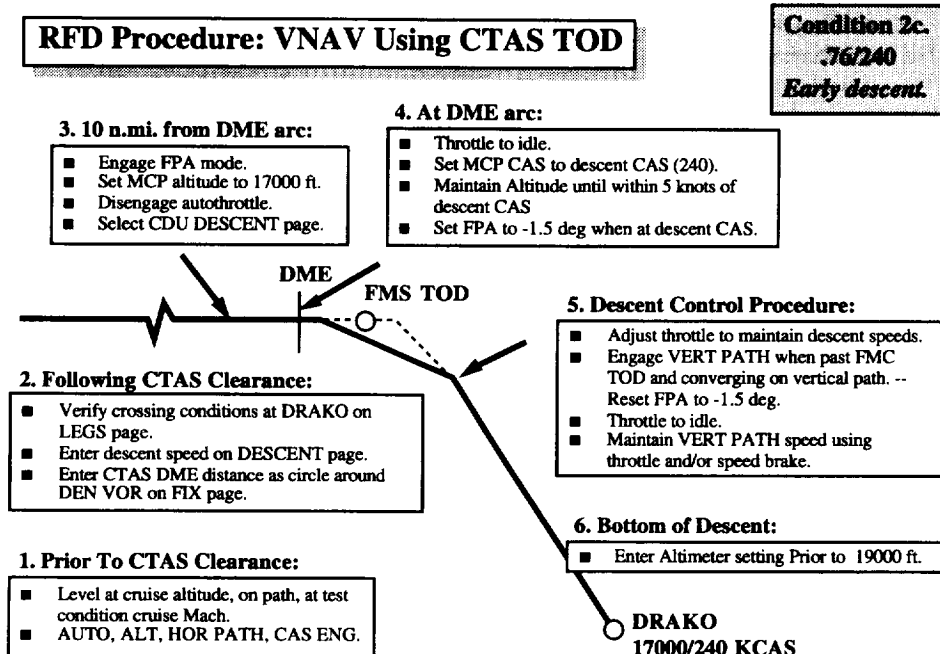 RFD Procedure: VNAV Using CTAS TOD
Condition 2c.
.76/240
Early descent.
3. 10 n.mi. from DME arc:
■ Engage FPA mode.
■ Set MCP altitude to 17000 ft.
■ Disengage autothrottle.
■ Select CDU DESCENT page.
4. At DME arc:
■ Throttle to idle.
■ Set MCP CAS to descent CAS (240).
■ Maintain Altitude until within 5 knots of
descent CAS
■ Set FPA to -1.5 deg when at descent CAS.
DME
FMS TOD
5. Descent Control Procedure:
■ Adjust throttle to maintain descent speeds.
■ Engage VERT PATH when past FMC
TOD and converging on vertical path. --
Reset FPA to -1.5 deg.
■ Throttle to idle.
■ Maintain VERT PATH speed using
throttle and/or speed brake.
2. Following CTAS Clearance:
■ Verify crossing conditions at DRAKO on
LEGS page.
■ Enter descent speed on DESCENT page.
■ Enter CTAS DME distance as circle around
DEN VOR on FIX page.
6. Bottom of Descent:
■ Enter Altimeter setting Prior to 19000 ft.
1. Prior To CTAS Clearance:
■ Level at cruise altitude, on path, at test
condition cruise Mach.
■ AUTO, ALT, HOR PATH, CAS ENG.
DRAKO
17000/240 KCAS